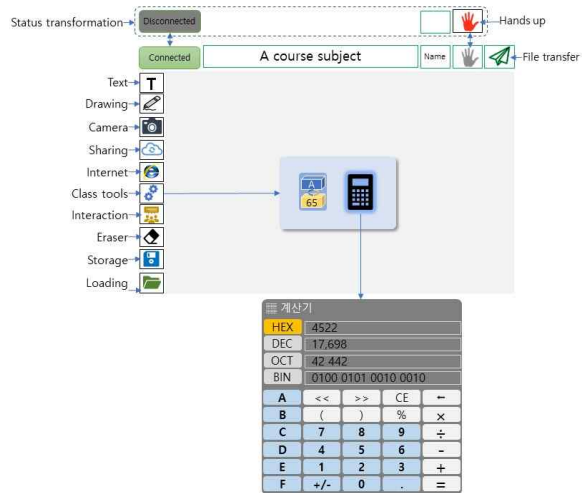 Status transformation
Disconnected
Hands up
Connected
A course subject
Name
File transfer
Text
T
Drawing
Camera
Sharing
Internet
Class tools
A
65
Interaction
Eraser
Storage
Loading
계산기
HEX 4522
DEC 17,698
OCT 42 442
BIN 0100 0101 0010 0010
A << >> CE ←
B ( ) % ×
C 7 8 9 ÷
D 4 5 6 -
E 1 2 3 +
F +/- 0 . =